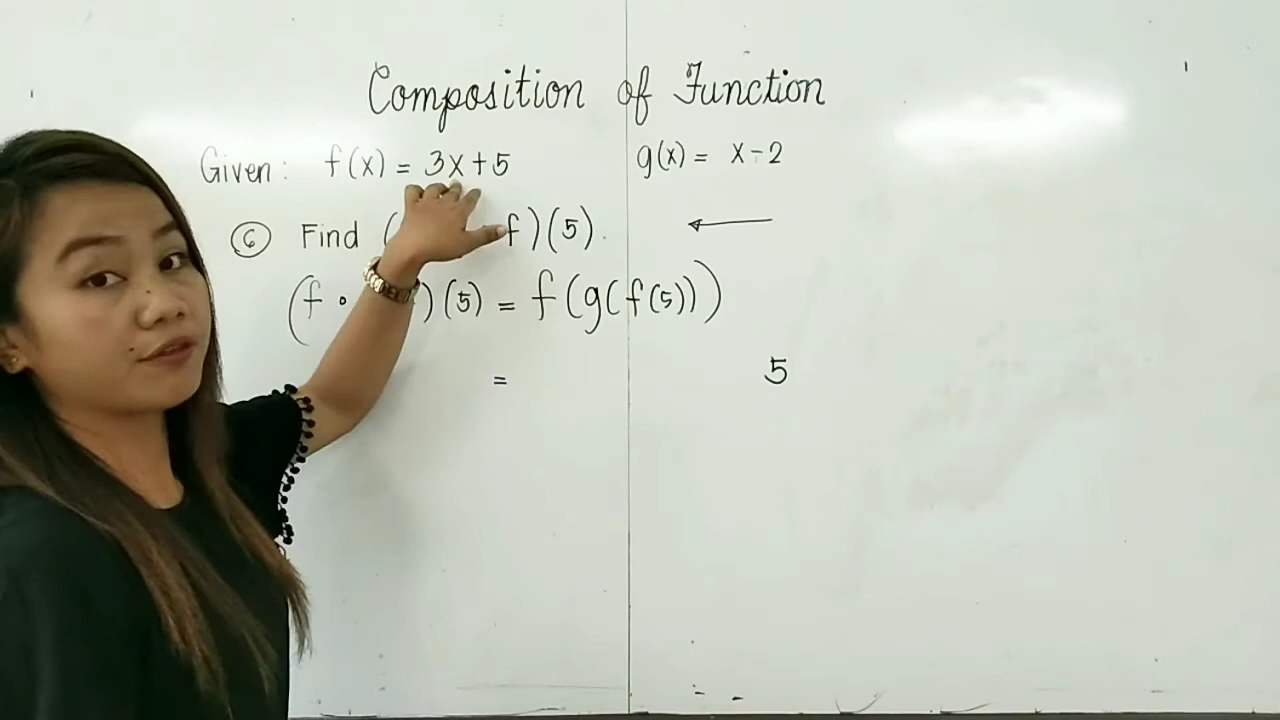 Composition of Function
Given: f(x) = 3x+5 g(x) = x-2
⑥ Find ( f)(5).
(f ∘ )(5) = f(g(f(5)))
= 5